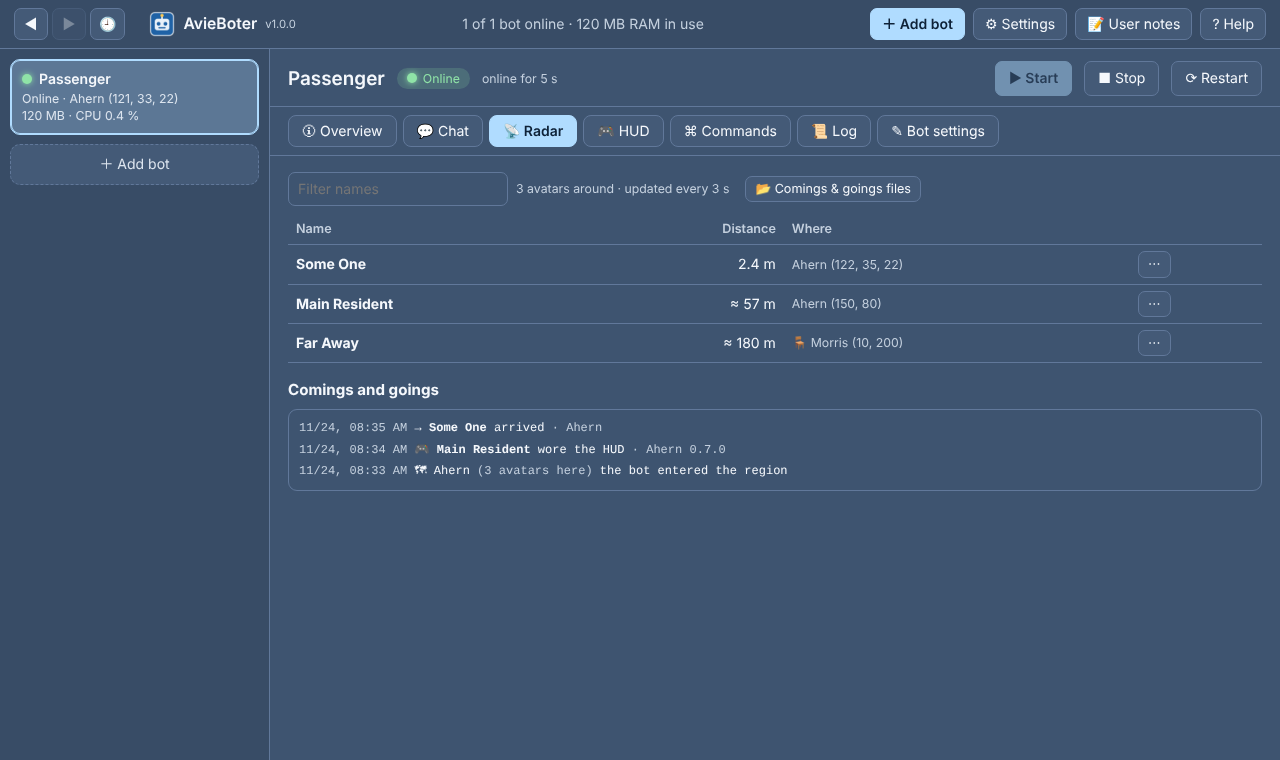 AvieBoter v1.0.0
1 of 1 bot online · 120 MB RAM in use
+ Add bot
⚙ Settings
📝 User notes
? Help
Passenger
Online · Ahern (121, 33, 22)
120 MB · CPU 0.4 %
+ Add bot
Passenger
Online
online for 5 s
▶ Start
■ Stop
⟳ Restart
Overview
💬 Chat
📡 Radar
🎮 HUD
⌘ Commands
📜 Log
✎ Bot settings
Filter names
3 avatars around · updated every 3 s
📂 Comings & goings files
Name Distance Where
Some One 2.4 m Ahern (122, 35, 22) ···
Main Resident ≈ 57 m Ahern (150, 80) ···
Far Away ≈ 180 m 🪑 Morris (10, 200) ···
Comings and goings
11/24, 08:35 AM → Some One arrived · Ahern
11/24, 08:34 AM 🎮 Main Resident wore the HUD · Ahern 0.7.0
11/24, 08:33 AM 🗺 Ahern (3 avatars here) the bot entered the region